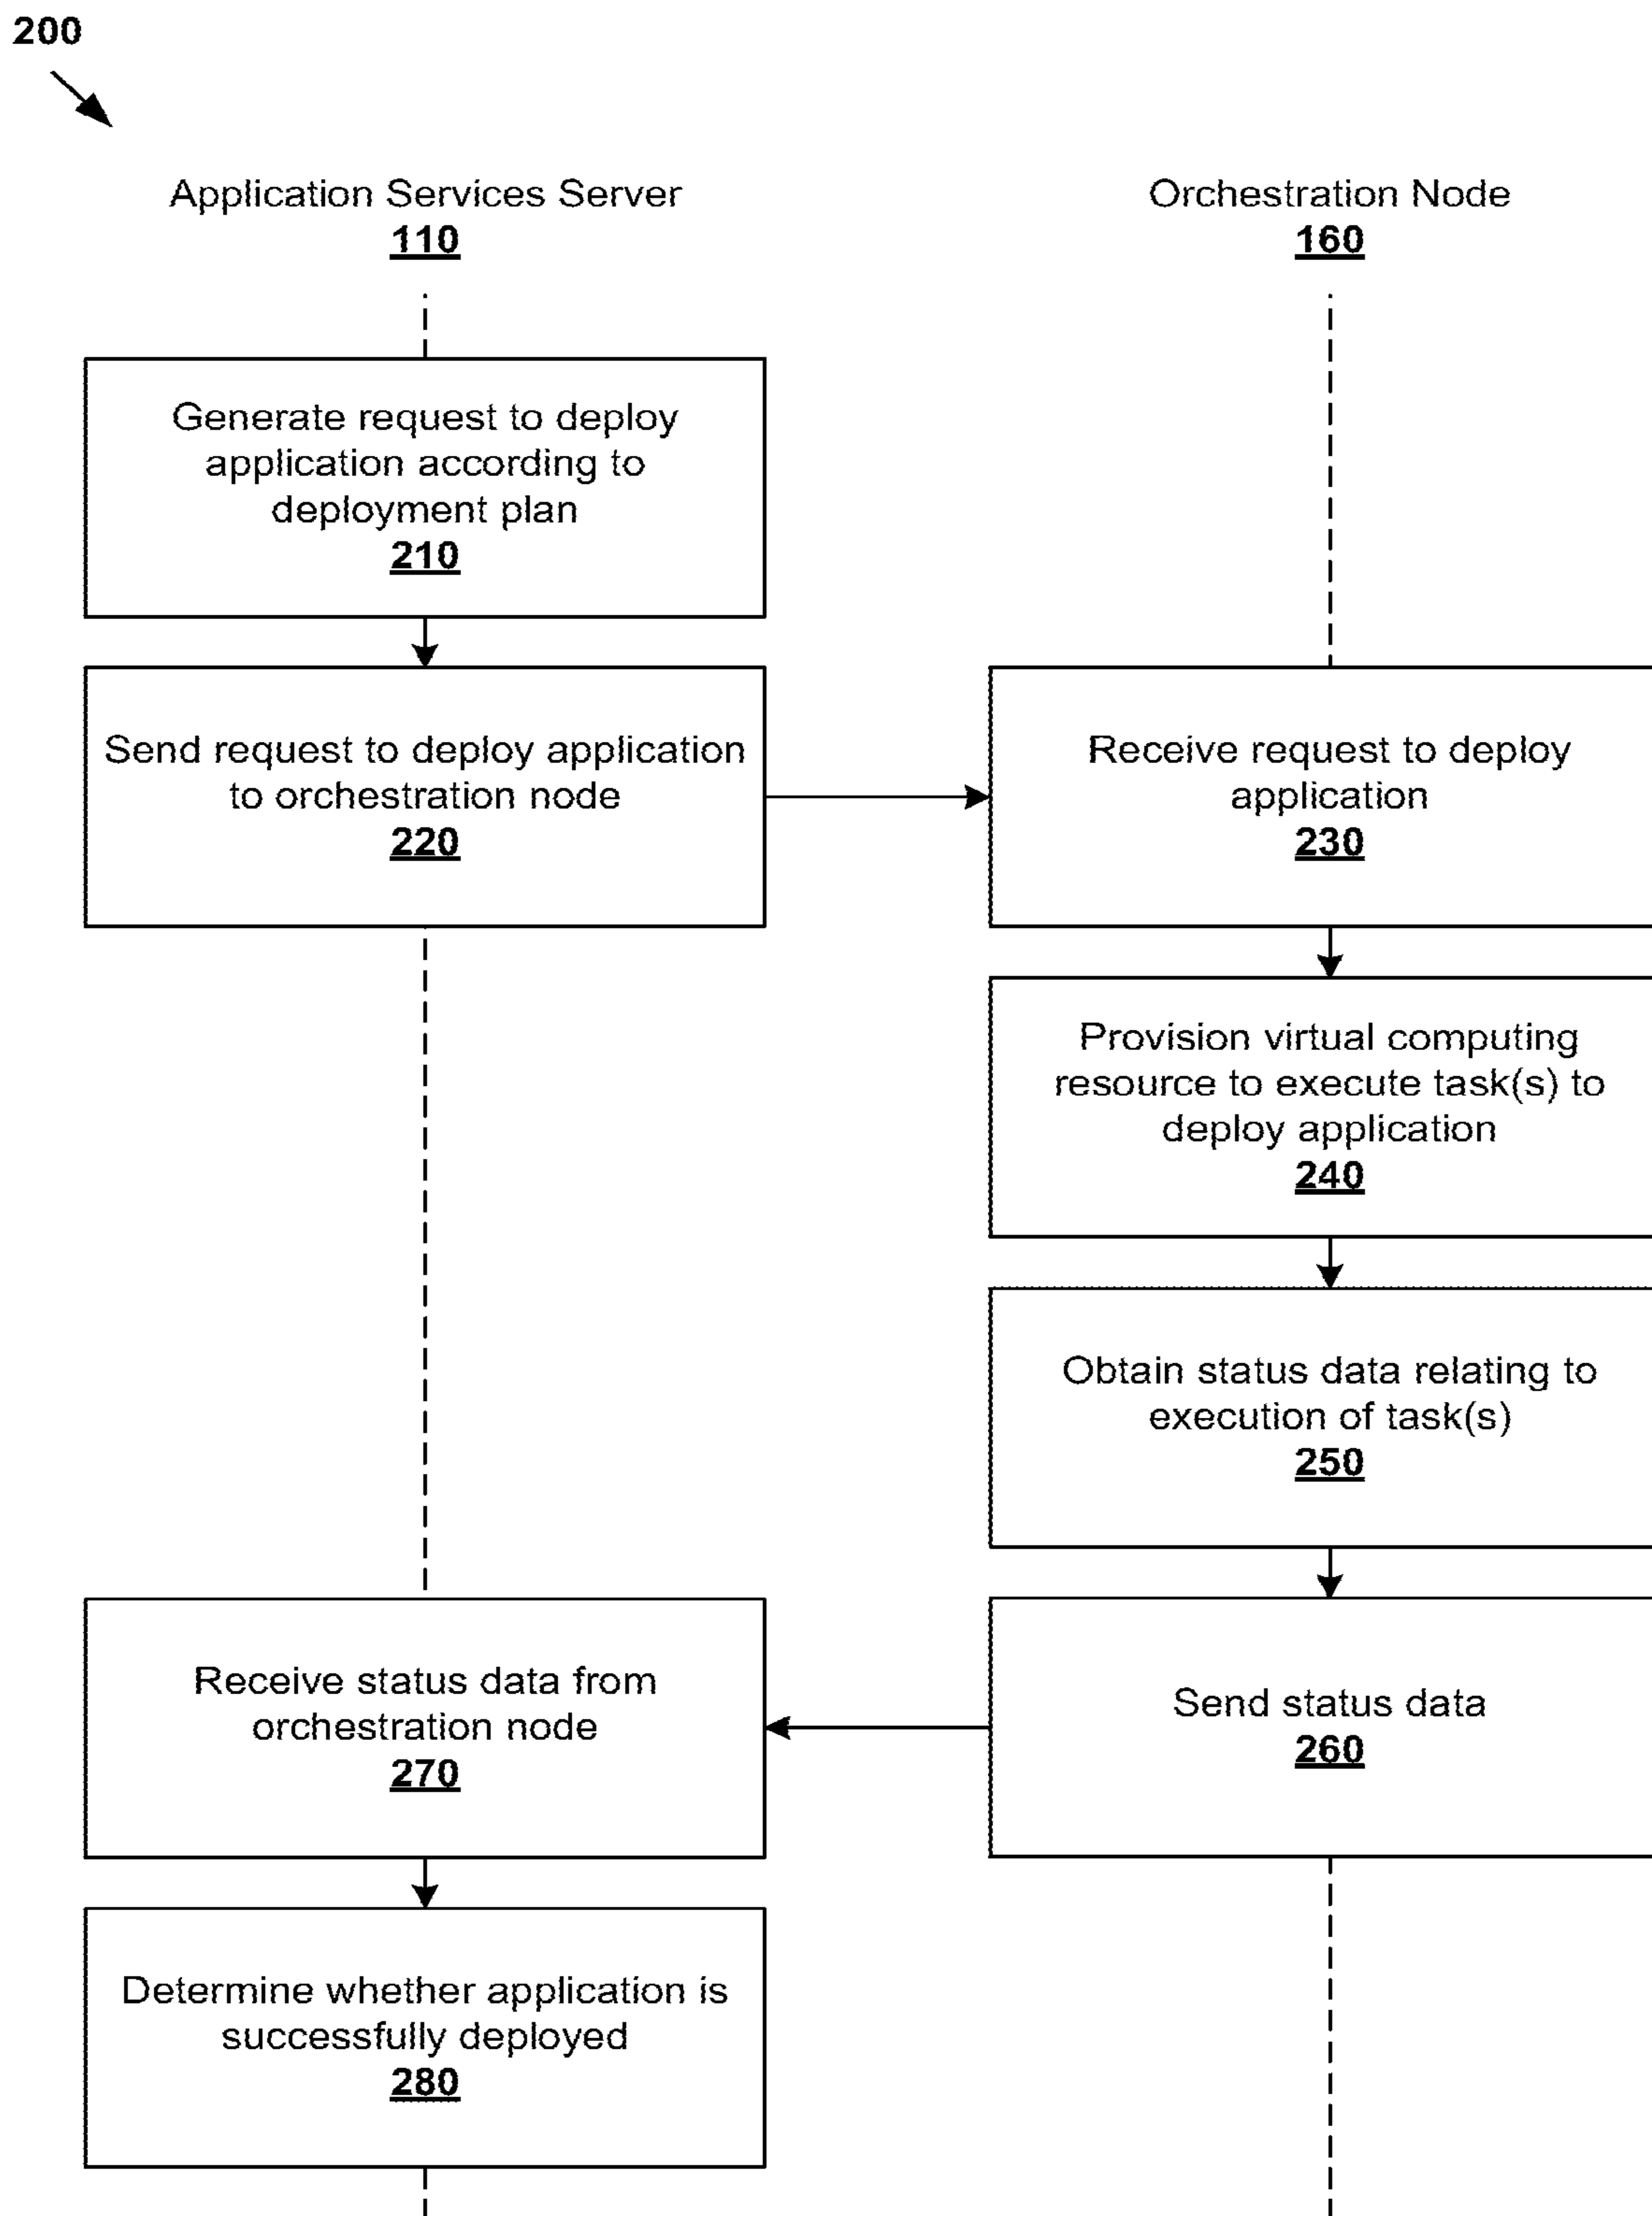 200
Application Services Server
110
Orchestration Node
160
Generate request to deploy
application according to
deployment plan
210
Send request to deploy application
to orchestration node
220
Receive request to deploy
application
230
Provision virtual computing
resource to execute task(s) to
deploy application
240
Obtain status data relating to
execution of task(s)
250
Send status data
260
Receive status data from
orchestration node
270
Determine whether application is
successfully deployed
280